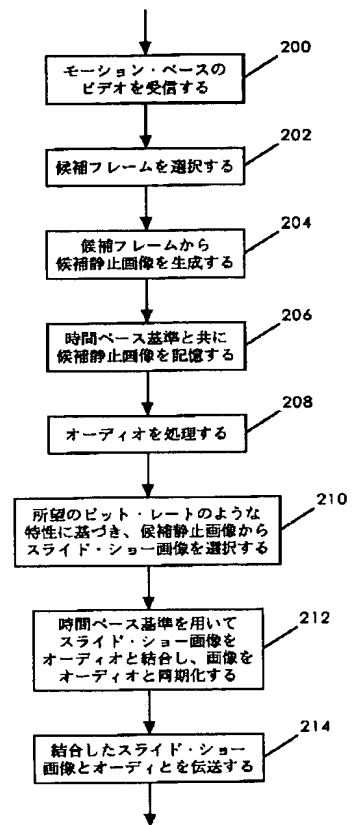 200
モーション・ベースの
ビデオを受信する
202
候補フレームを選択する
204
候補フレームから
候補静止画像を生成する
206
時間ベース基準と共に
候補静止画像を記憶する
208
オーディオを処理する
210
所望のビット・レートのような
特性に基づき、候補静止画像から
スライド・ショー画像を選択する
212
時間ベース基準を用いて
スライド・ショー画像を
オーディオと結合し、画像を
オーディオと同期化する
214
結合したスライド・ショー
画像とオーディとを伝送する